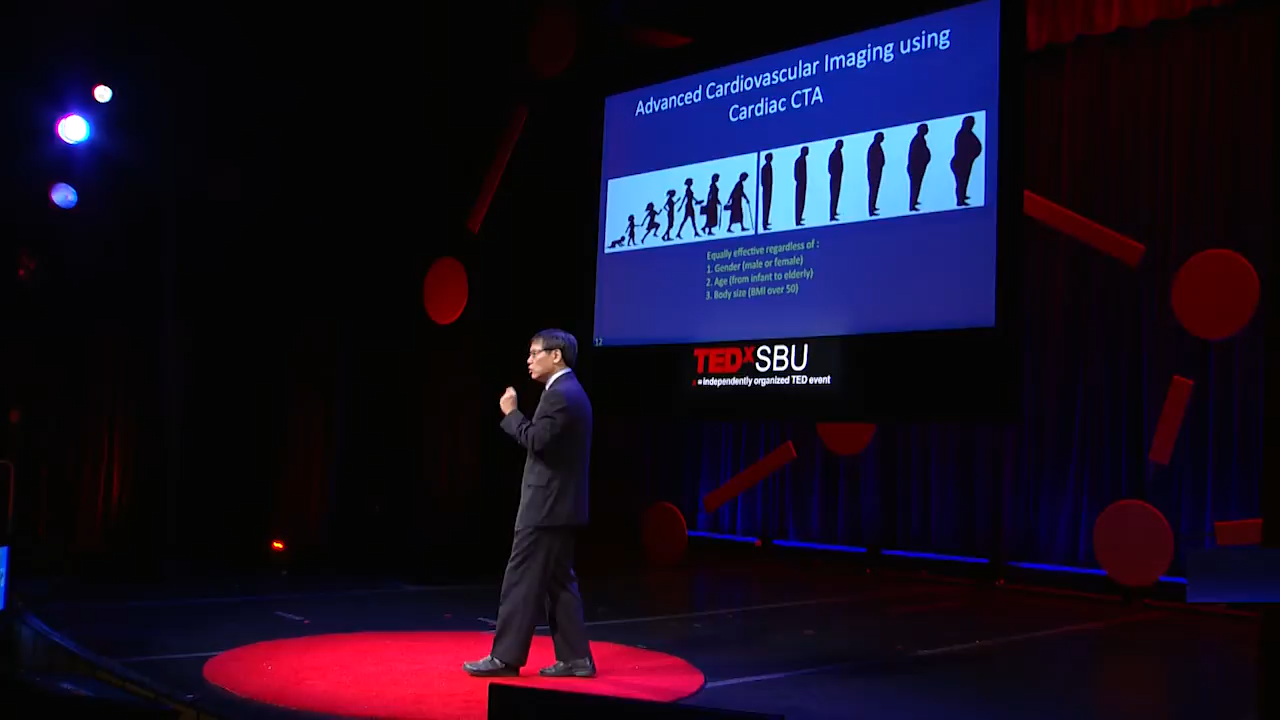 Advanced Cardiovascular Imaging using
Cardiac CTA
Equally effective regardless of :
1. Gender (male or female)
2. Age (from infant to elderly)
3. Body size (BMI over 50)
12
TEDxSBU
x = independently organized TED event